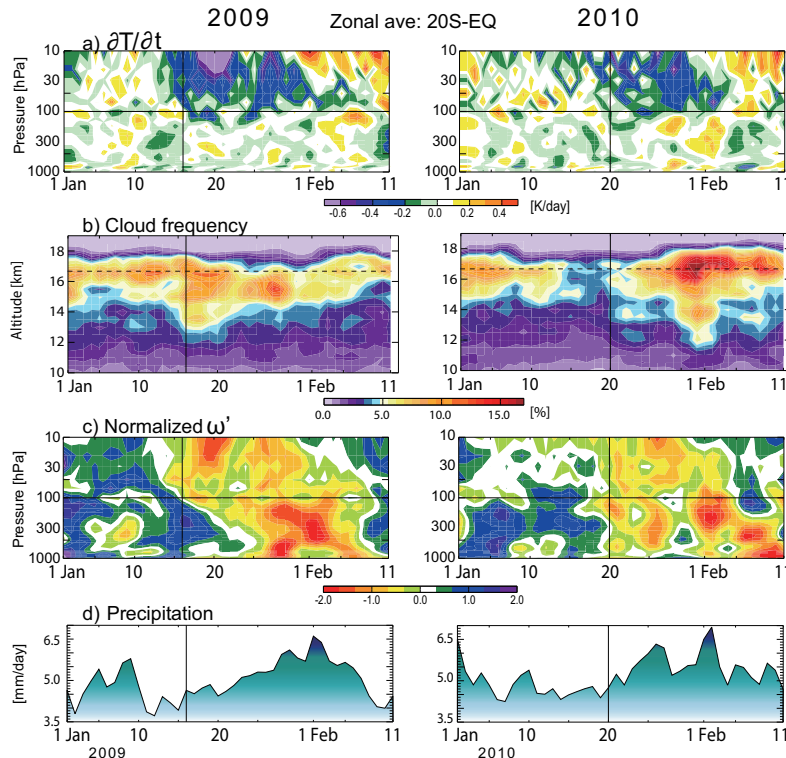 2009 Zonal ave: 20S-EQ 2010
a) ∂T/∂t
Pressure [hPa]
10
30
100
300
1000
1 Jan 10 20 1 Feb 11
1 Jan 10 20 1 Feb 11
-0.6 -0.4 -0.2 0.0 0.2 0.4 [K/day]
b) Cloud frequency
Altitude [km]
18
16
14
12
10
18
16
14
12
10
1 Jan 10 20 1 Feb 11
1 Jan 10 20 1 Feb 11
0.0 5.0 10.0 15.0 [%]
c) Normalized ω'
Pressure [hPa]
10
30
100
300
1000
10
30
100
300
1000
1 Jan 10 20 1 Feb 11
1 Jan 10 20 1 Feb 11
-2.0 -1.0 0.0 1.0 2.0
d) Precipitation
[mm/day]
6.5
5.0
3.5
6.5
5.0
3.5
1 Jan 10 20 1 Feb 11
1 Jan 10 20 1 Feb 11
2009 2010